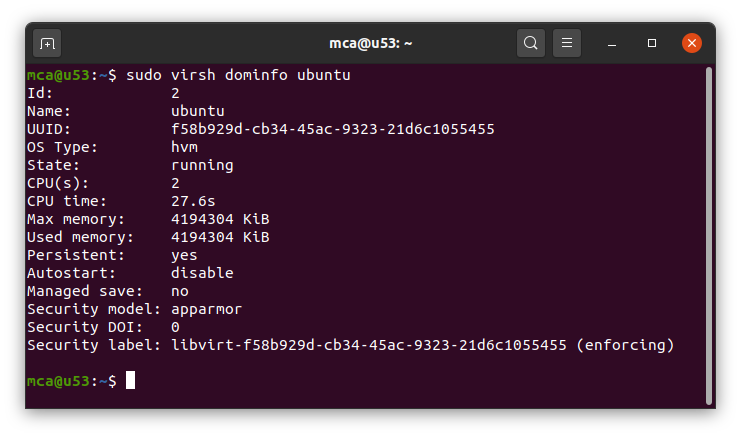 mca@u53: ~
mca@u53:~$ sudo virsh dominfo ubuntu
Id:             2
Name:           ubuntu
UUID:           f58b929d-cb34-45ac-9323-21d6c1055455
OS Type:        hvm
State:          running
CPU(s):         2
CPU time:       27.6s
Max memory:     4194304 KiB
Used memory:    4194304 KiB
Persistent:     yes
Autostart:      disable
Managed save:   no
Security model: apparmor
Security DOI:   0
Security label: libvirt-f58b929d-cb34-45ac-9323-21d6c1055455 (enforcing)
mca@u53:~$